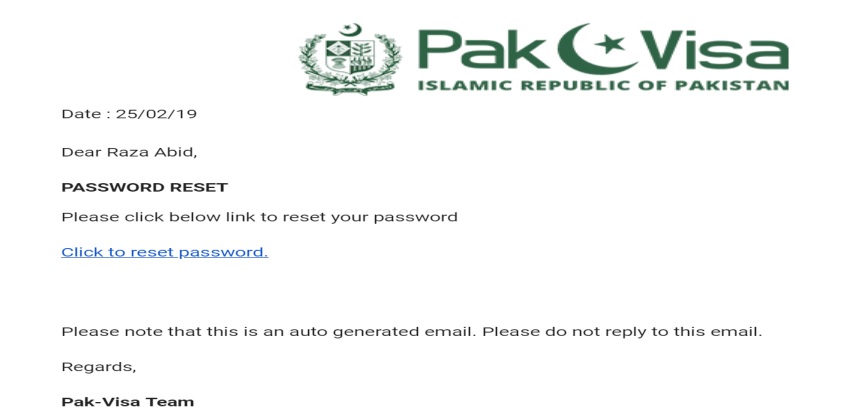 Pak Visa
ISLAMIC REPUBLIC OF PAKISTAN
Date : 25/02/19
Dear Raza Abid,
PASSWORD RESET
Please click below link to reset your password
Click to reset password.
Please note that this is an auto generated email. Please do not reply to this email.
Regards,
Pak-Visa Team